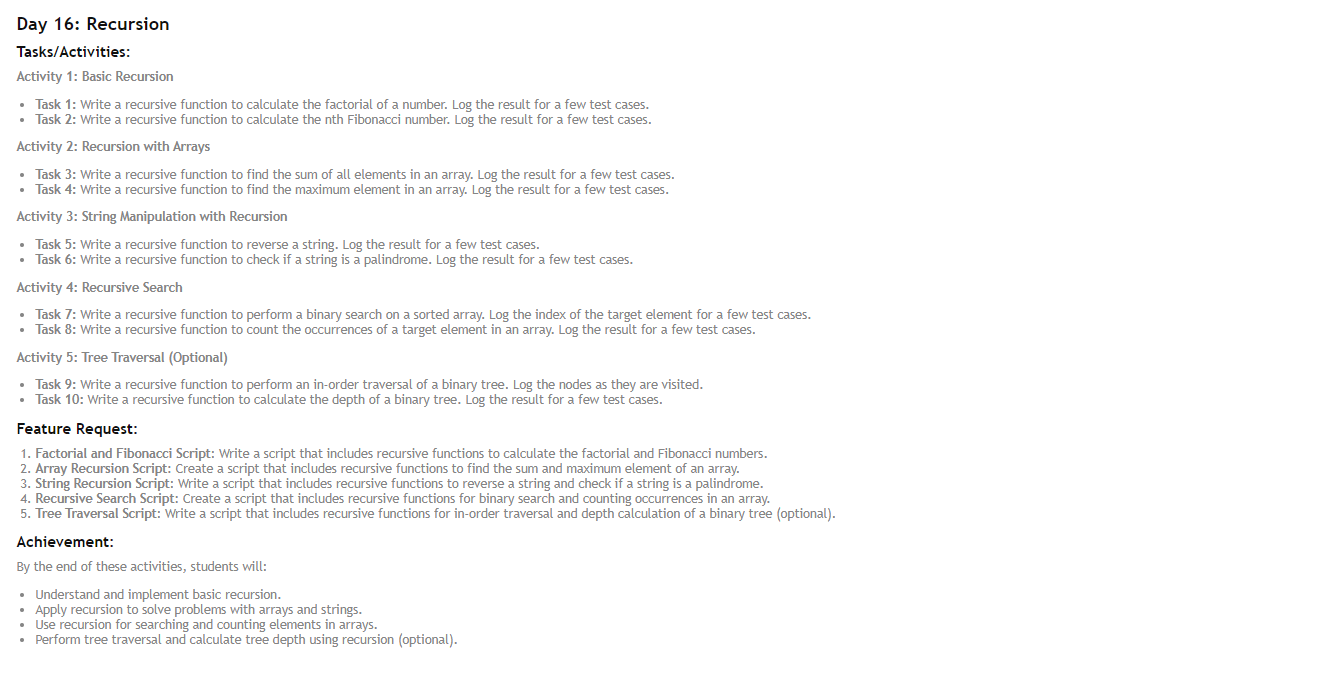 Day 16: Recursion
Tasks/Activities:
Activity 1: Basic Recursion
• Task 1: Write a recursive function to calculate the factorial of a number. Log the result for a few test cases.
• Task 2: Write a recursive function to calculate the nth Fibonacci number. Log the result for a few test cases.
Activity 2: Recursion with Arrays
• Task 3: Write a recursive function to find the sum of all elements in an array. Log the result for a few test cases.
• Task 4: Write a recursive function to find the maximum element in an array. Log the result for a few test cases.
Activity 3: String Manipulation with Recursion
• Task 5: Write a recursive function to reverse a string. Log the result for a few test cases.
• Task 6: Write a recursive function to check if a string is a palindrome. Log the result for a few test cases.
Activity 4: Recursive Search
• Task 7: Write a recursive function to perform a binary search on a sorted array. Log the index of the target element for a few test cases.
• Task 8: Write a recursive function to count the occurrences of a target element in an array. Log the result for a few test cases.
Activity 5: Tree Traversal (Optional)
• Task 9: Write a recursive function to perform an in-order traversal of a binary tree. Log the nodes as they are visited.
• Task 10: Write a recursive function to calculate the depth of a binary tree. Log the result for a few test cases.
Feature Request:
1. Factorial and Fibonacci Script: Write a script that includes recursive functions to calculate the factorial and Fibonacci numbers.
2. Array Recursion Script: Create a script that includes recursive functions to find the sum and maximum element of an array.
3. String Recursion Script: Write a script that includes recursive functions to reverse a string and check if a string is a palindrome.
4. Recursive Search Script: Create a script that includes recursive functions for binary search and counting occurrences in an array.
5. Tree Traversal Script: Write a script that includes recursive functions for in-order traversal and depth calculation of a binary tree (optional).
Achievement:
By the end of these activities, students will:
• Understand and implement basic recursion.
• Apply recursion to solve problems with arrays and strings.
• Use recursion for searching and counting elements in arrays.
• Perform tree traversal and calculate tree depth using recursion (optional).